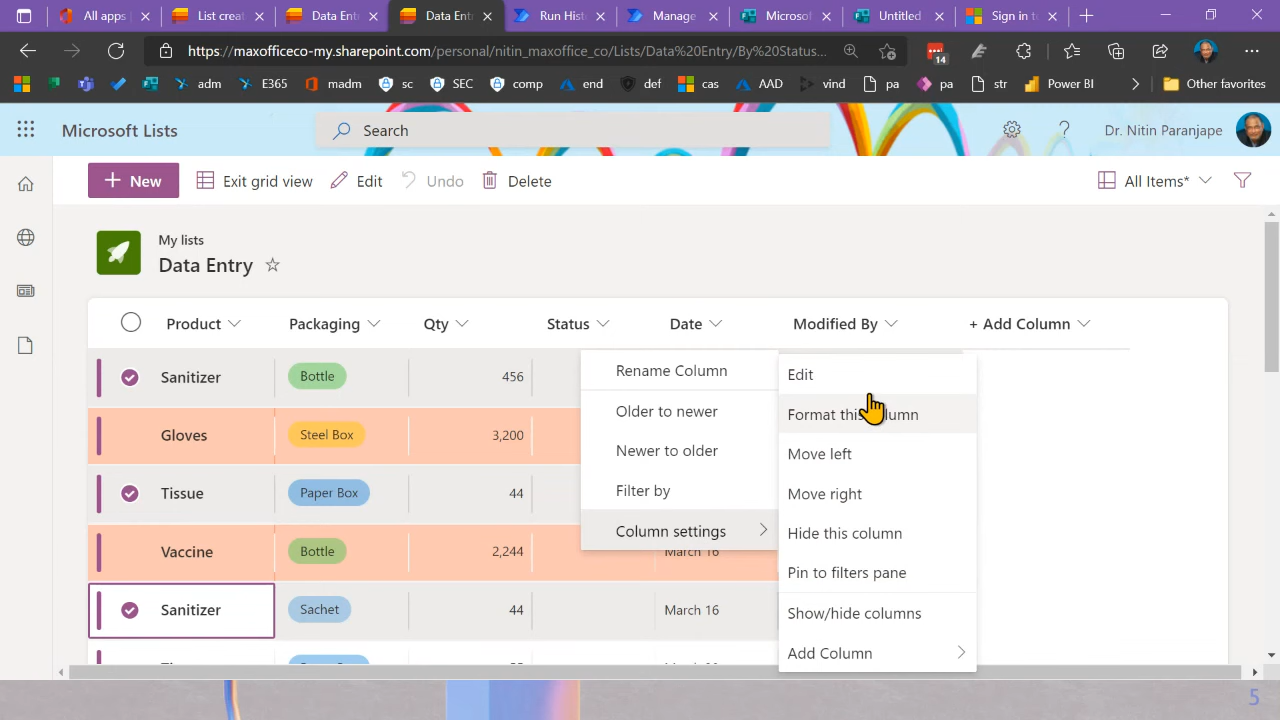 All apps
List creat
Data Entr
Data Entr
Run Histo
Manage
Microsof
Untitled
Sign in to
https://maxofficeco-my.sharepoint.com/personal/nitin_maxoffice_co/Lists/Data%20Entry/By%20Status...
14
adm
E365
madm
sc
SEC
comp
end
def
cas
AAD
vind
pa
pa
str
Power BI
Other favorites
Microsoft Lists
Search
Dr. Nitin Paranjape
+ New
Exit grid view
Edit
Undo
Delete
All Items*
My lists
Data Entry
Product
Packaging
Qty
Status
Date
Modified By
+ Add Column
Sanitizer
Bottle
456
Gloves
Steel Box
3,200
Tissue
Paper Box
44
Vaccine
Bottle
2,244
March 16
Sanitizer
Sachet
44
March 16
Rename Column
Older to newer
Newer to older
Filter by
Column settings
Edit
Format this column
Move left
Move right
Hide this column
Pin to filters pane
Show/hide columns
Add Column
5